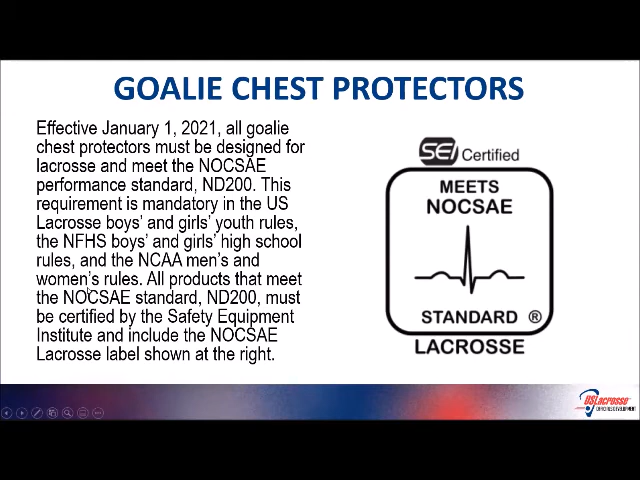 GOALIE CHEST PROTECTORS
Effective January 1, 2021, all goalie
chest protectors must be designed for
lacrosse and meet the NOCSAE
performance standard, ND200. This
requirement is mandatory in the US
Lacrosse boys' and girls' youth rules,
the NFHS boys' and girls' high school
rules, and the NCAA men's and
women's rules. All products that meet
the NOCSAE standard, ND200, must
be certified by the Safety Equipment
Institute and include the NOCSAE
Lacrosse label shown at the right.
SEI Certified
MEETS
NOCSAE
STANDARD ®
LACROSSE
USLacrosse